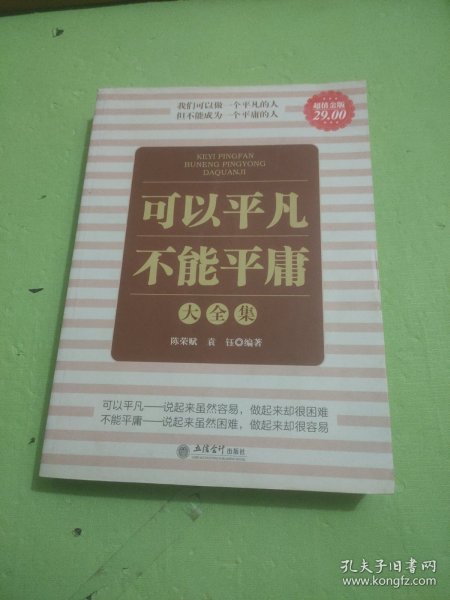 我们可以做一个平凡的人
但不能成为一个平庸的人
超值金版
29.00
KEYI PINGFAN
BUNENG PINGYONG
DAQUANJI
可以平凡
不能平庸
大全集
陈荣赋 袁 钰◎编著
可以平凡——说起来虽然容易，做起来却很困难
不能平庸——说起来虽然困难，做起来却很容易
立信会计出版社
孔夫子旧书网
www.kongfz.com